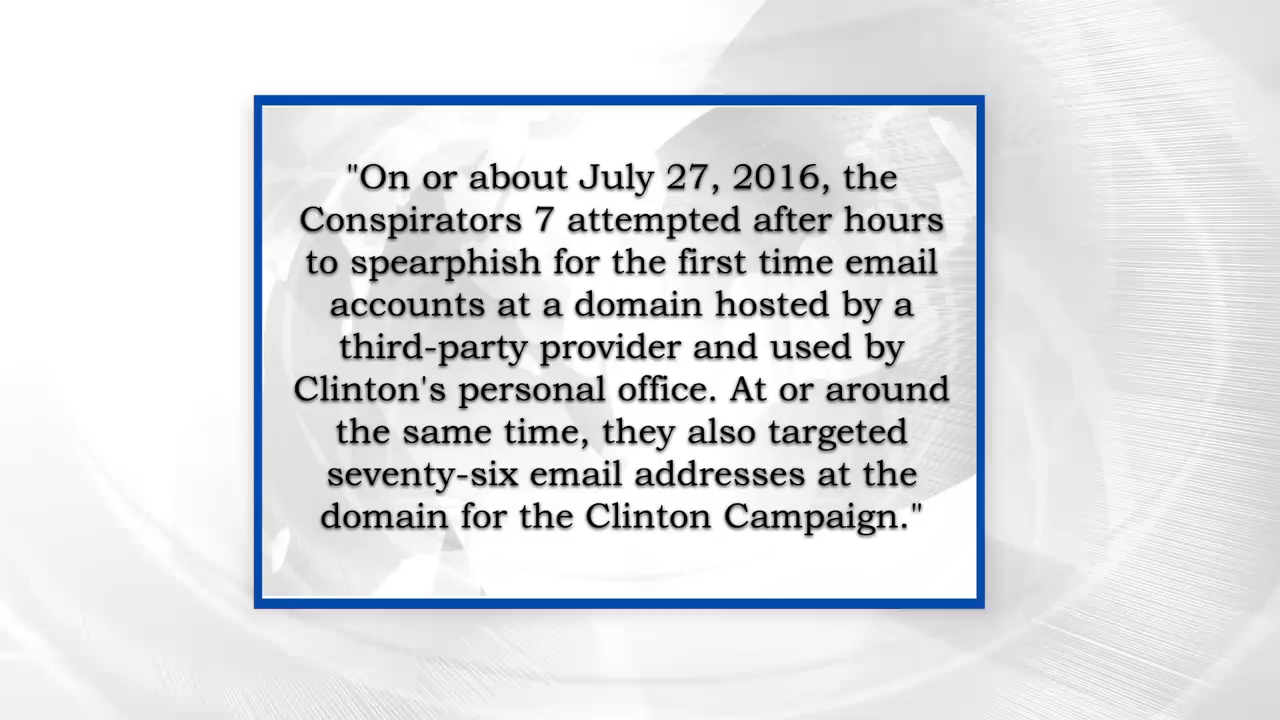 "On or about July 27, 2016, the
Conspirators 7 attempted after hours
to spearphish for the first time email
accounts at a domain hosted by a
third-party provider and used by
Clinton's personal office. At or around
the same time, they also targeted
seventy-six email addresses at the
domain for the Clinton Campaign."